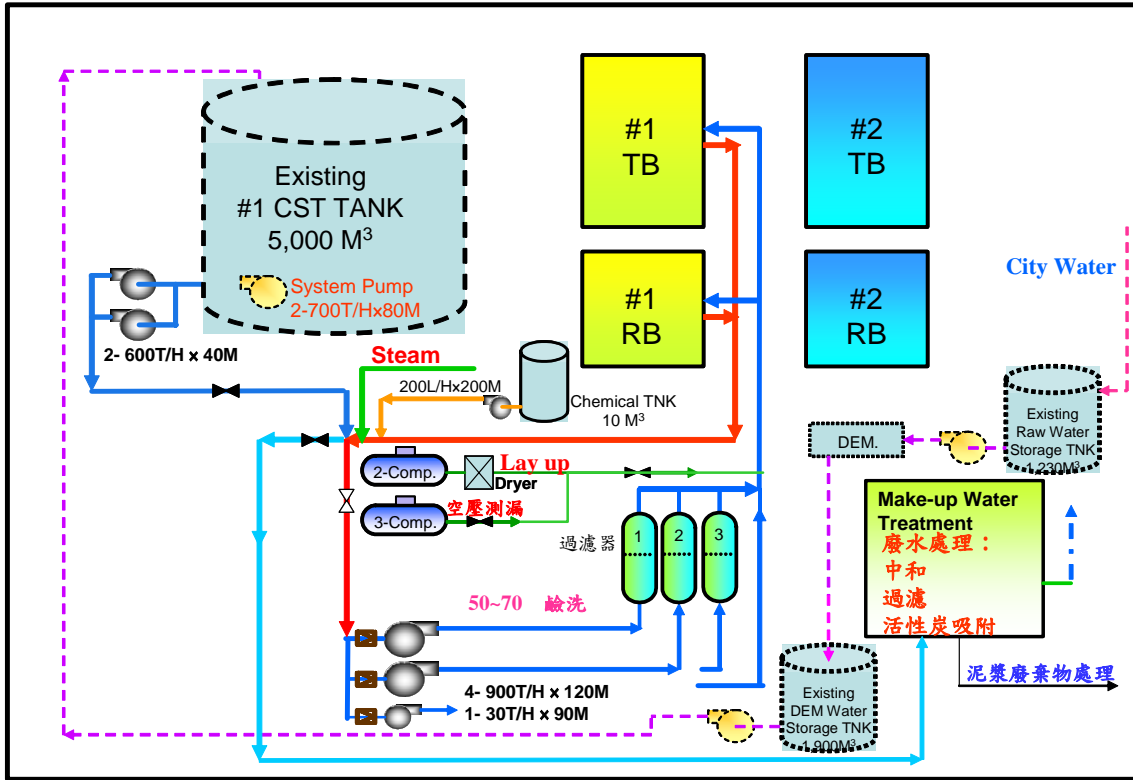 Existing
#1 CST TANK
5,000 M³
System Pump
2-700T/H×80M
2- 600T/H x 40M
#1
TB
#2
TB
#1
RB
#2
RB
City Water
Steam
200L/H×200M
Chemical TNK
10 M³
Existing
Raw Water
Storage TNK
1,230M³
DEM.
2-Comp.
Lay up
Dryer
3-Comp.
空壓測漏
過濾器
1
2
3
Make-up Water
Treatment
廢水處理：
中和
過濾
活性炭吸附
50~70 鹼洗
泥漿廢棄物處理
4- 900T/H x 120M
1- 30T/H x 90M
Existing
DEM Water
Storage TNK
1,900M³